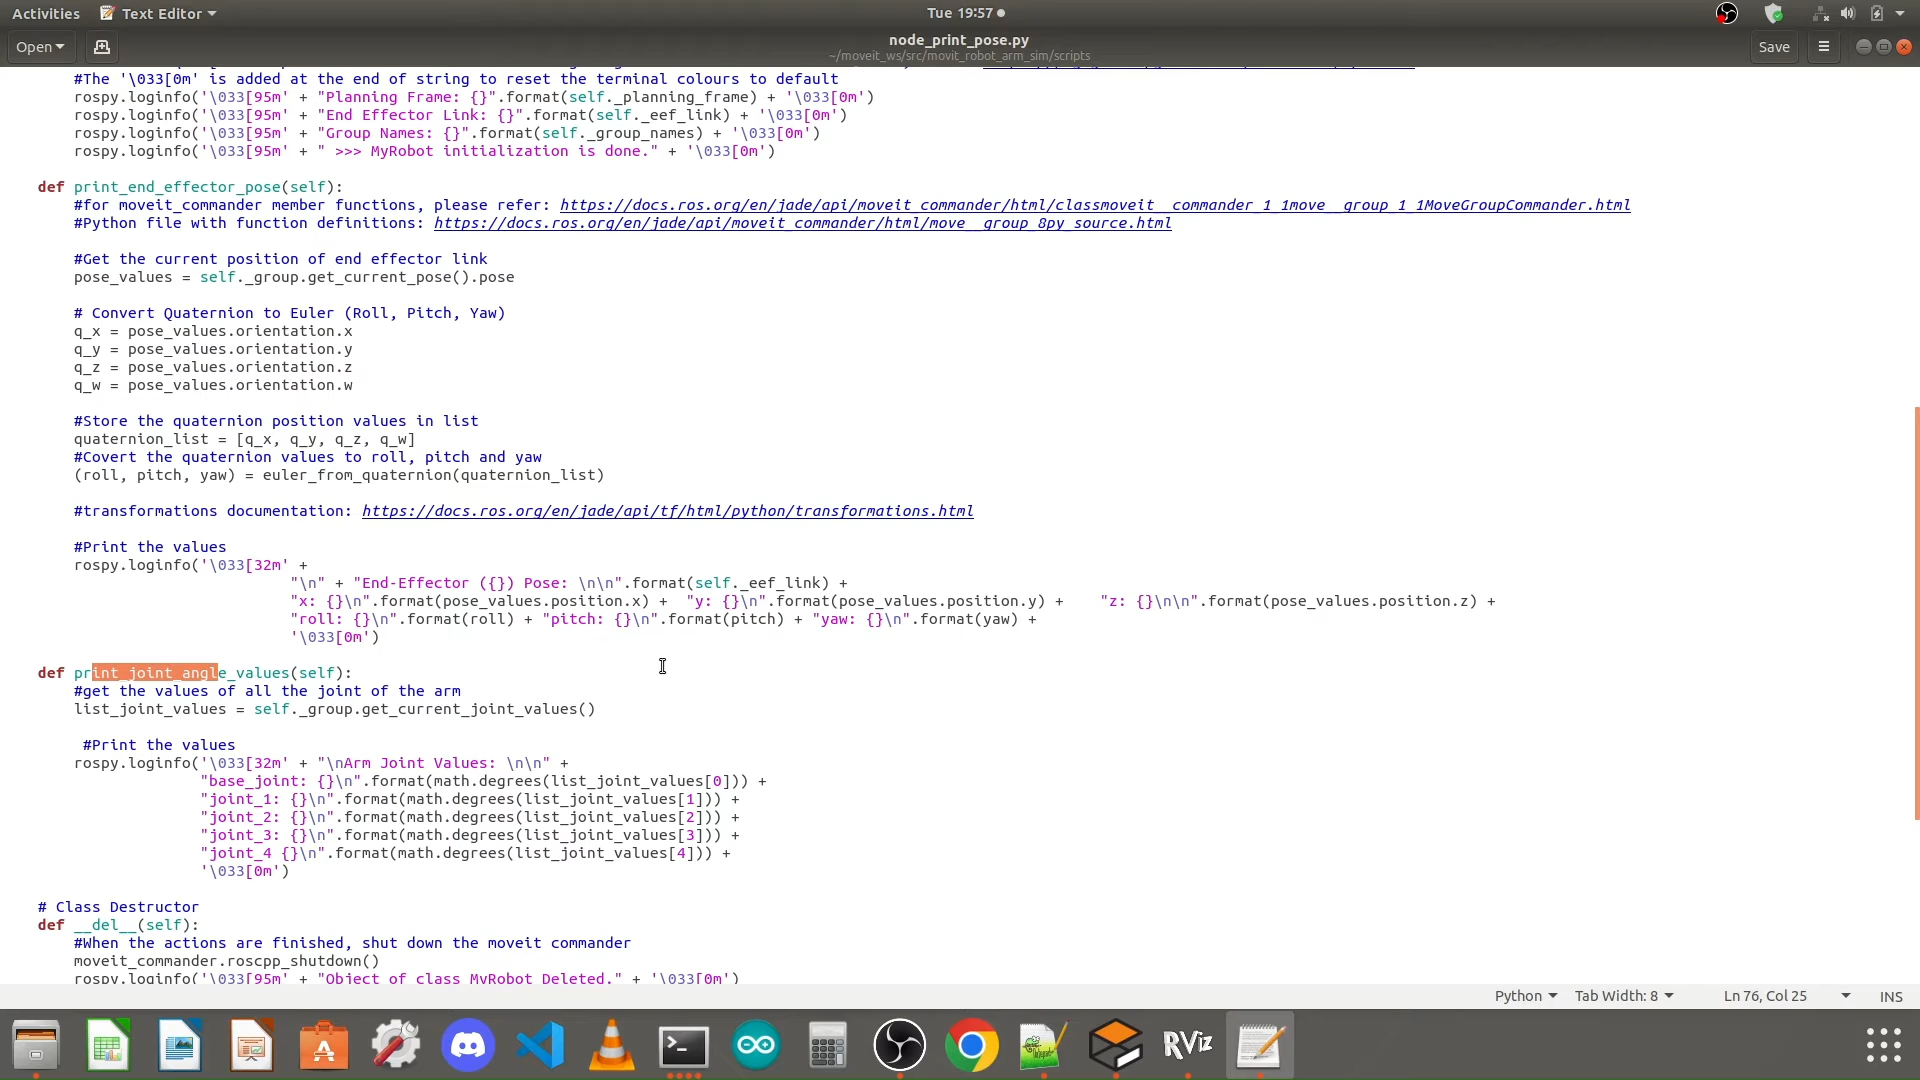 Activities Text Editor Tue 19:57
Open node_print_pose.py Save
~/moveit_ws/src/movit_robot_arm_sim/scripts
#The '\033[0m' is added at the end of string to reset the terminal colours to default
rospy.loginfo('\033[95m' + "Planning Frame: {}".format(self._planning_frame) + '\033[0m')
rospy.loginfo('\033[95m' + "End Effector Link: {}".format(self._eef_link) + '\033[0m')
rospy.loginfo('\033[95m' + "Group Names: {}".format(self._group_names) + '\033[0m')
rospy.loginfo('\033[95m' + " >>> MyRobot initialization is done." + '\033[0m')
def print_end_effector_pose(self):
#for moveit_commander member functions, please refer: https://docs.ros.org/en/jade/api/moveit_commander/html/classmoveit__commander_1_1move__group_1_1MoveGroupCommander.html
#Python file with function definitions: https://docs.ros.org/en/jade/api/moveit_commander/html/move__group_8py_source.html
#Get the current position of end effector link
pose_values = self._group.get_current_pose().pose
# Convert Quaternion to Euler (Roll, Pitch, Yaw)
q_x = pose_values.orientation.x
q_y = pose_values.orientation.y
q_z = pose_values.orientation.z
q_w = pose_values.orientation.w
#Store the quaternion position values in list
quaternion_list = [q_x, q_y, q_z, q_w]
#Covert the quaternion values to roll, pitch and yaw
(roll, pitch, yaw) = euler_from_quaternion(quaternion_list)
#transformations documentation: https://docs.ros.org/en/jade/api/tf/html/python/transformations.html
#Print the values
rospy.loginfo('\033[32m' +
"\n" + "End-Effector ({}) Pose: \n\n".format(self._eef_link) +
"x: {}\n".format(pose_values.position.x) + "y: {}\n".format(pose_values.position.y) + "z: {}\n\n".format(pose_values.position.z) +
"roll: {}\n".format(roll) + "pitch: {}\n".format(pitch) + "yaw: {}\n".format(yaw) +
'\033[0m')
def print_joint_angle_values(self):
#get the values of all the joint of the arm
list_joint_values = self._group.get_current_joint_values()
#Print the values
rospy.loginfo('\033[32m' + "\nArm Joint Values: \n\n" +
"base_joint: {}\n".format(math.degrees(list_joint_values[0])) +
"joint_1: {}\n".format(math.degrees(list_joint_values[1])) +
"joint_2: {}\n".format(math.degrees(list_joint_values[2])) +
"joint_3: {}\n".format(math.degrees(list_joint_values[3])) +
"joint_4 {}\n".format(math.degrees(list_joint_values[4])) +
'\033[0m')
# Class Destructor
def __del__(self):
#When the actions are finished, shut down the moveit commander
moveit_commander.roscpp_shutdown()
rospy.loginfo('\033[95m' + "Object of class MyRobot Deleted." + '\033[0m')
Python Tab Width: 8 Ln 76, Col 25 INS
RViz